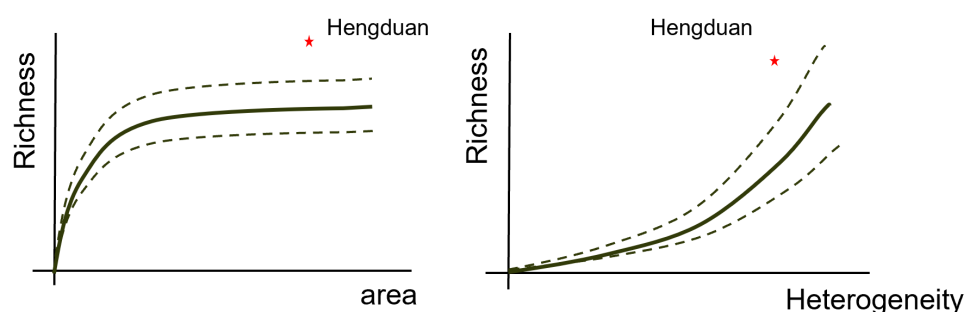 Hengduan
Richness
area
Hengduan
Richness
Heterogeneity